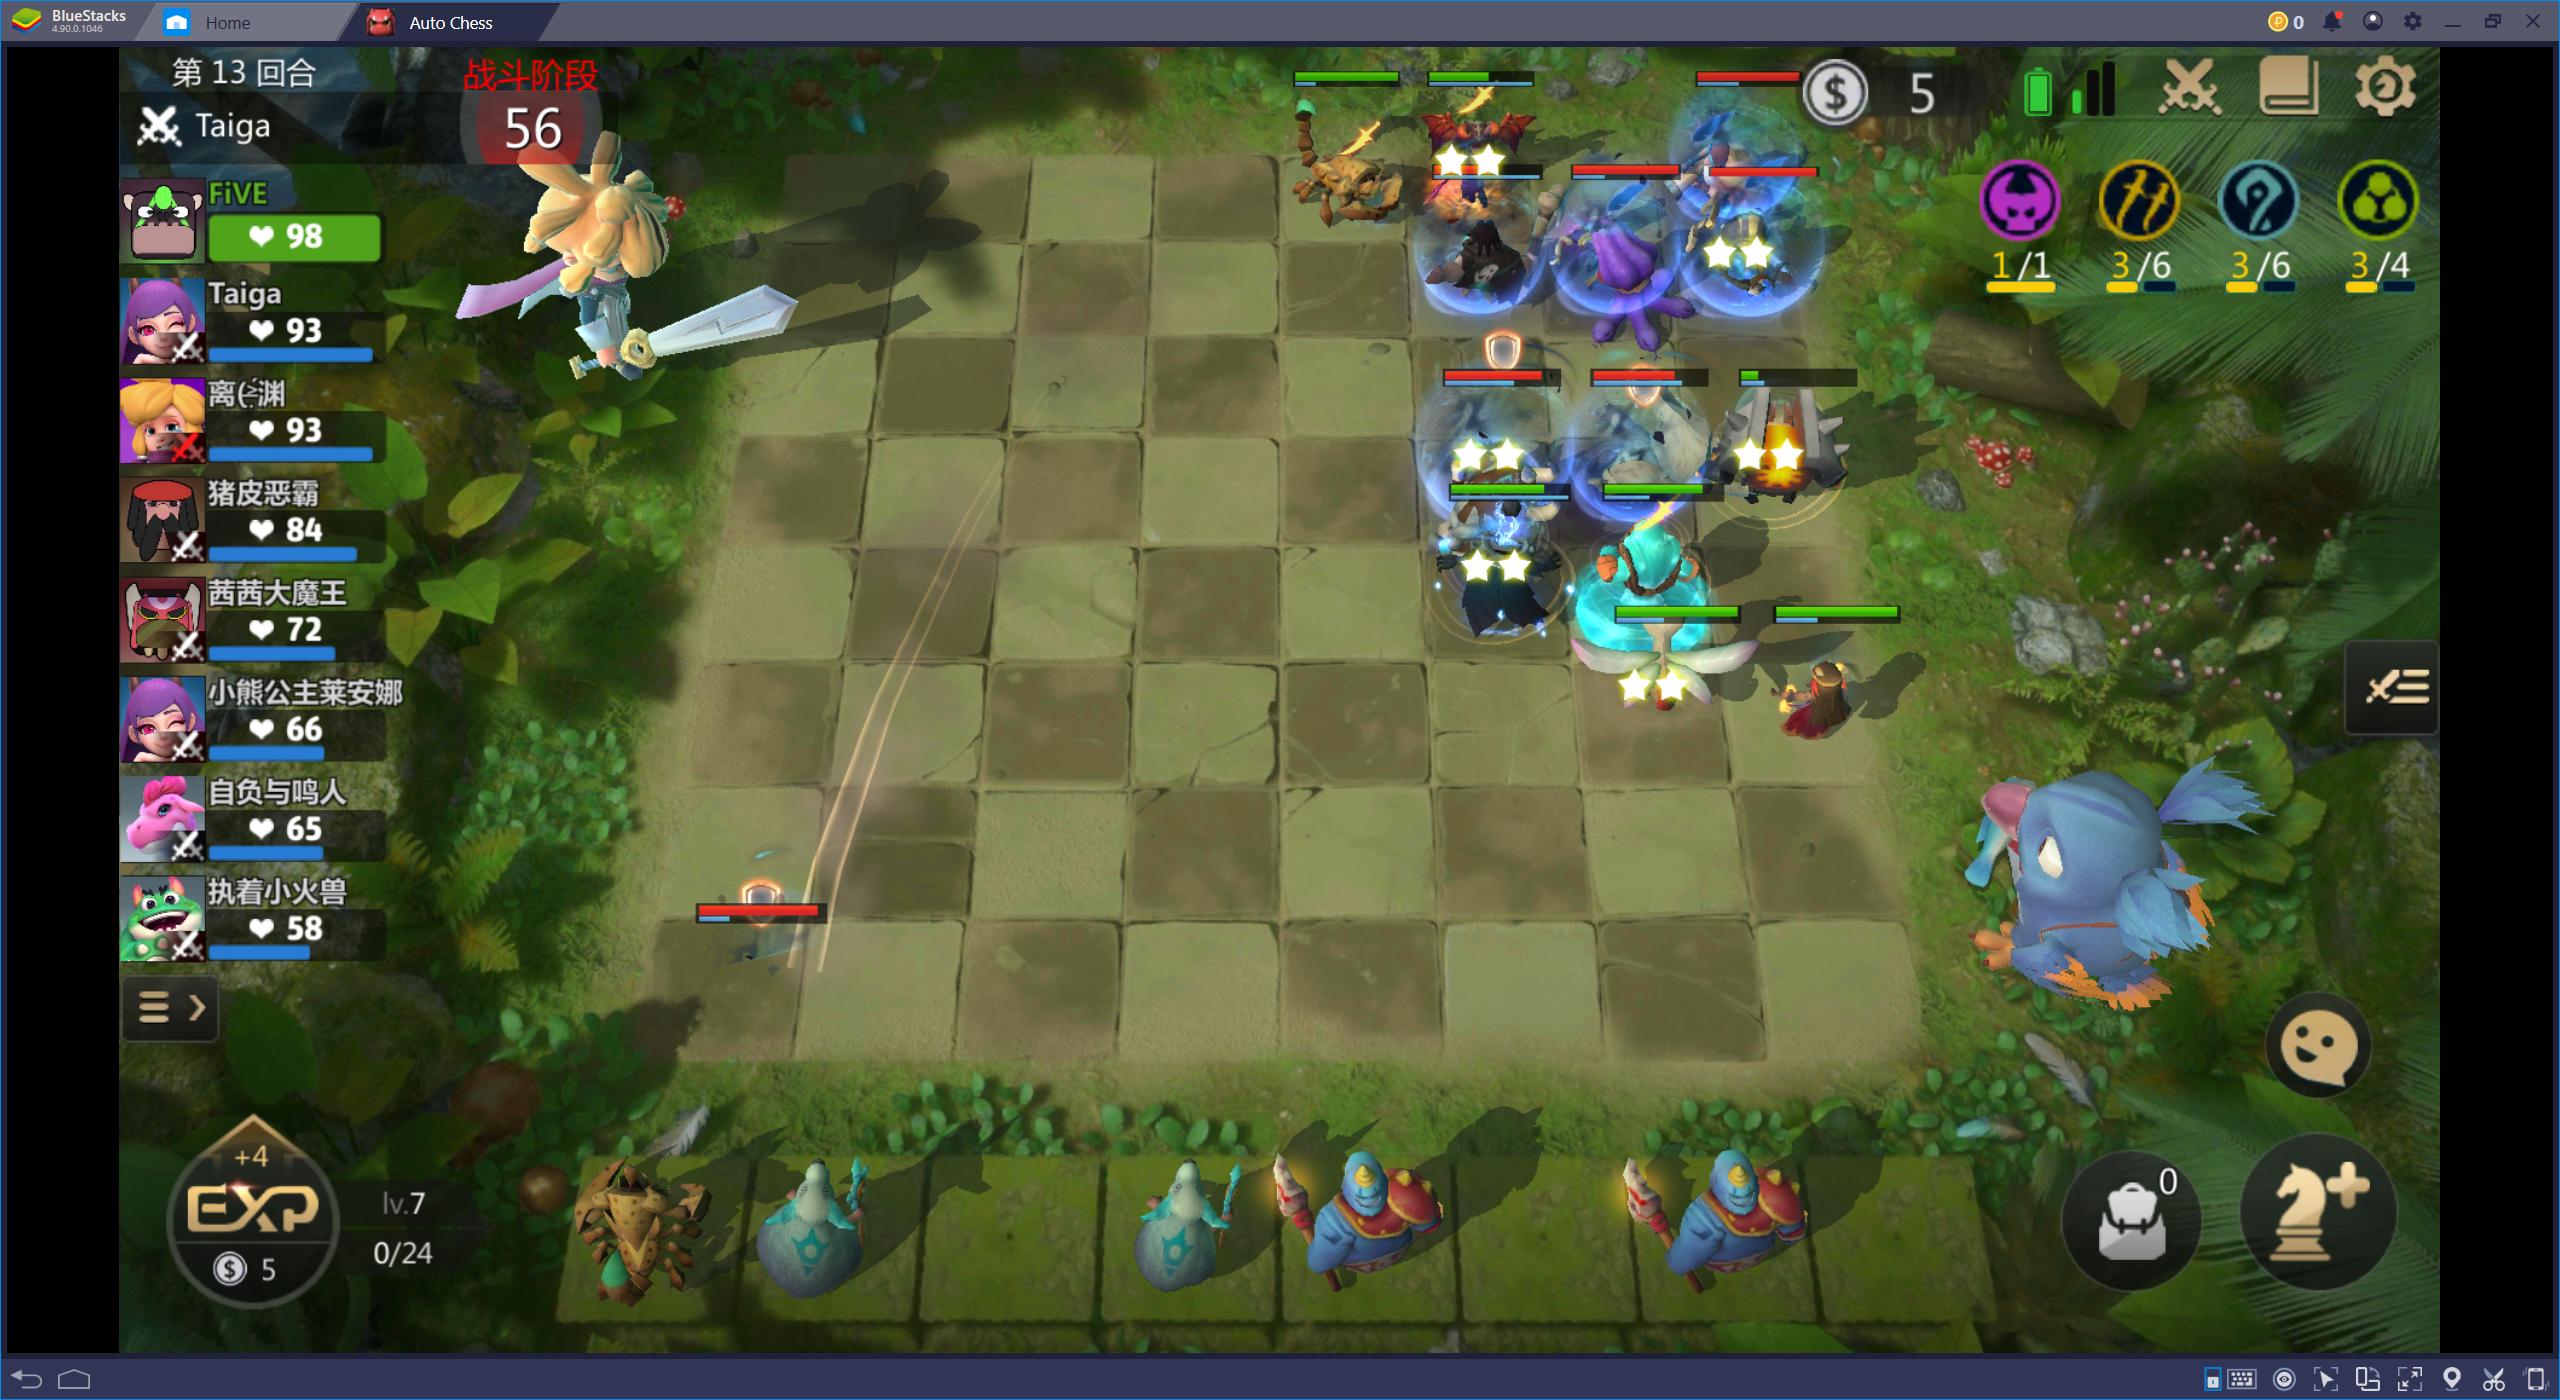 BlueStacks
4.90.0.1046
Home
Auto Chess
0
第 13 回合
战斗阶段
Taiga
56
5
FiVE
98
1/1
3/6
3/6
3/4
Taiga
93
93
猪皮恶霸
84
茜茜大魔王
72
小熊公主莱安娜
66
自负与鸣人
65
执着小火兽
58
+4
EXP
5
lv.7
0/24
0